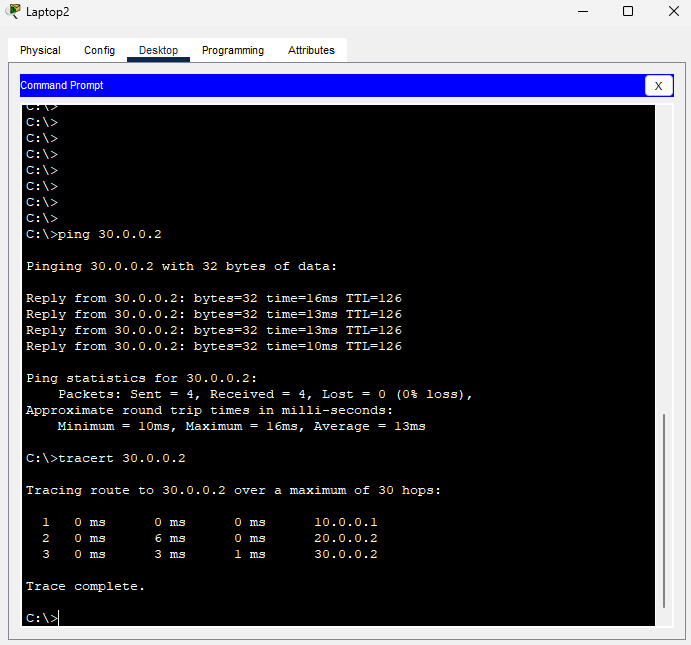 Laptop2
Physical Config Desktop Programming Attributes
Command Prompt X
C:\>
C:\>
C:\>
C:\>
C:\>
C:\>
C:\>
C:\>
C:\>ping 30.0.0.2
Pinging 30.0.0.2 with 32 bytes of data:
Reply from 30.0.0.2: bytes=32 time=16ms TTL=126
Reply from 30.0.0.2: bytes=32 time=13ms TTL=126
Reply from 30.0.0.2: bytes=32 time=13ms TTL=126
Reply from 30.0.0.2: bytes=32 time=10ms TTL=126
Ping statistics for 30.0.0.2:
Packets: Sent = 4, Received = 4, Lost = 0 (0% loss),
Approximate round trip times in milli-seconds:
Minimum = 10ms, Maximum = 16ms, Average = 13ms
C:\>tracert 30.0.0.2
Tracing route to 30.0.0.2 over a maximum of 30 hops:
1 0 ms 0 ms 0 ms 10.0.0.1
2 0 ms 6 ms 0 ms 20.0.0.2
3 0 ms 3 ms 1 ms 30.0.0.2
Trace complete.
C:\>